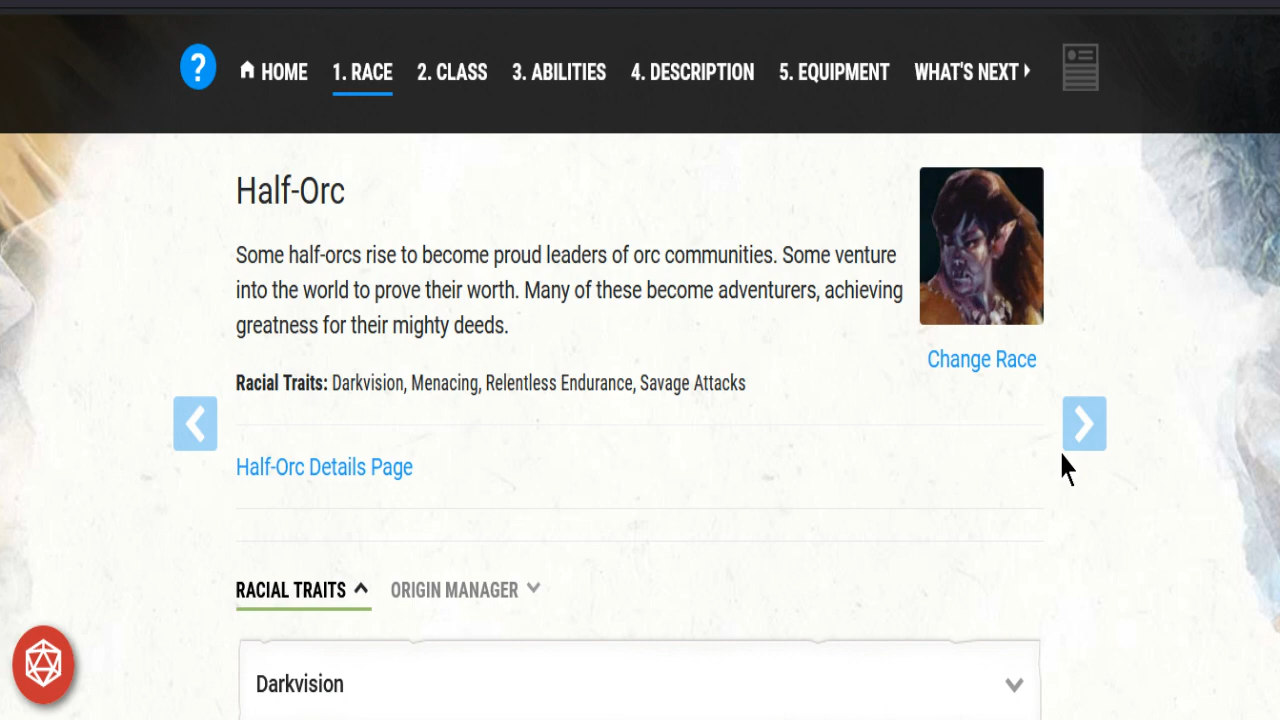 ?
HOME 1. RACE 2. CLASS 3. ABILITIES 4. DESCRIPTION 5. EQUIPMENT WHAT'S NEXT
Half-Orc
Some half-orcs rise to become proud leaders of orc communities. Some venture
into the world to prove their worth. Many of these become adventurers, achieving
greatness for their mighty deeds.
Change Race
Racial Traits: Darkvision, Menacing, Relentless Endurance, Savage Attacks
Half-Orc Details Page
RACIAL TRAITS ORIGIN MANAGER
Darkvision